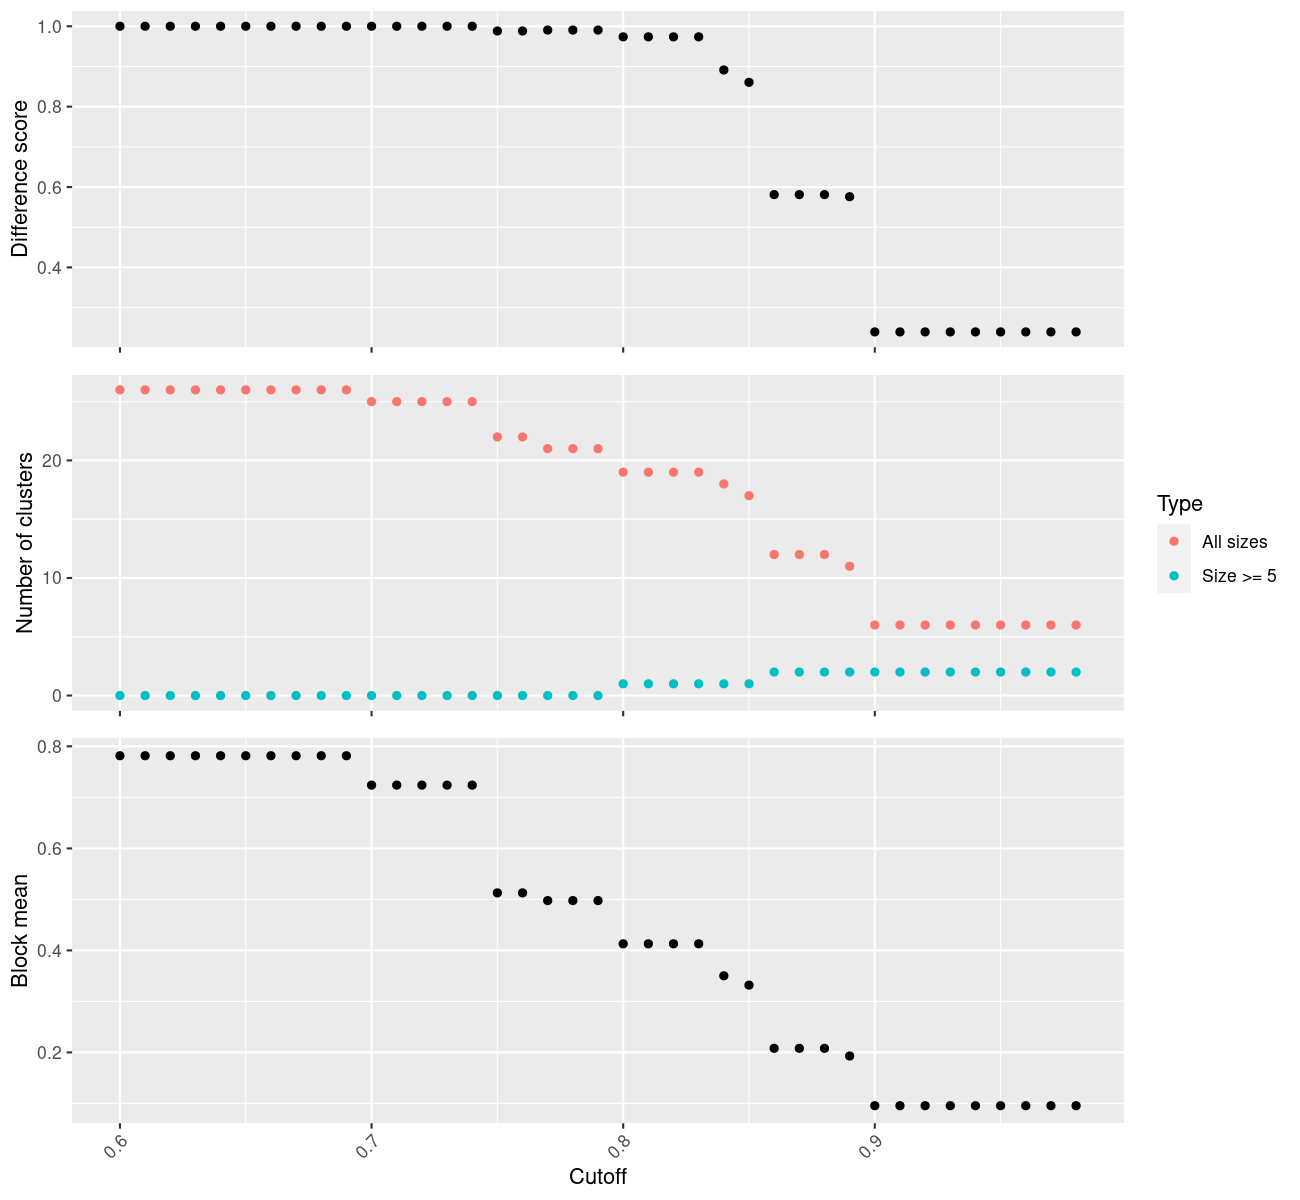 Difference score
1.0
0.8
0.6
0.4
Number of clusters
20
10
0
Type
All sizes
Size >= 5
Block mean
0.8
0.6
0.4
0.2
0.6
0.7
0.8
0.9
Cutoff